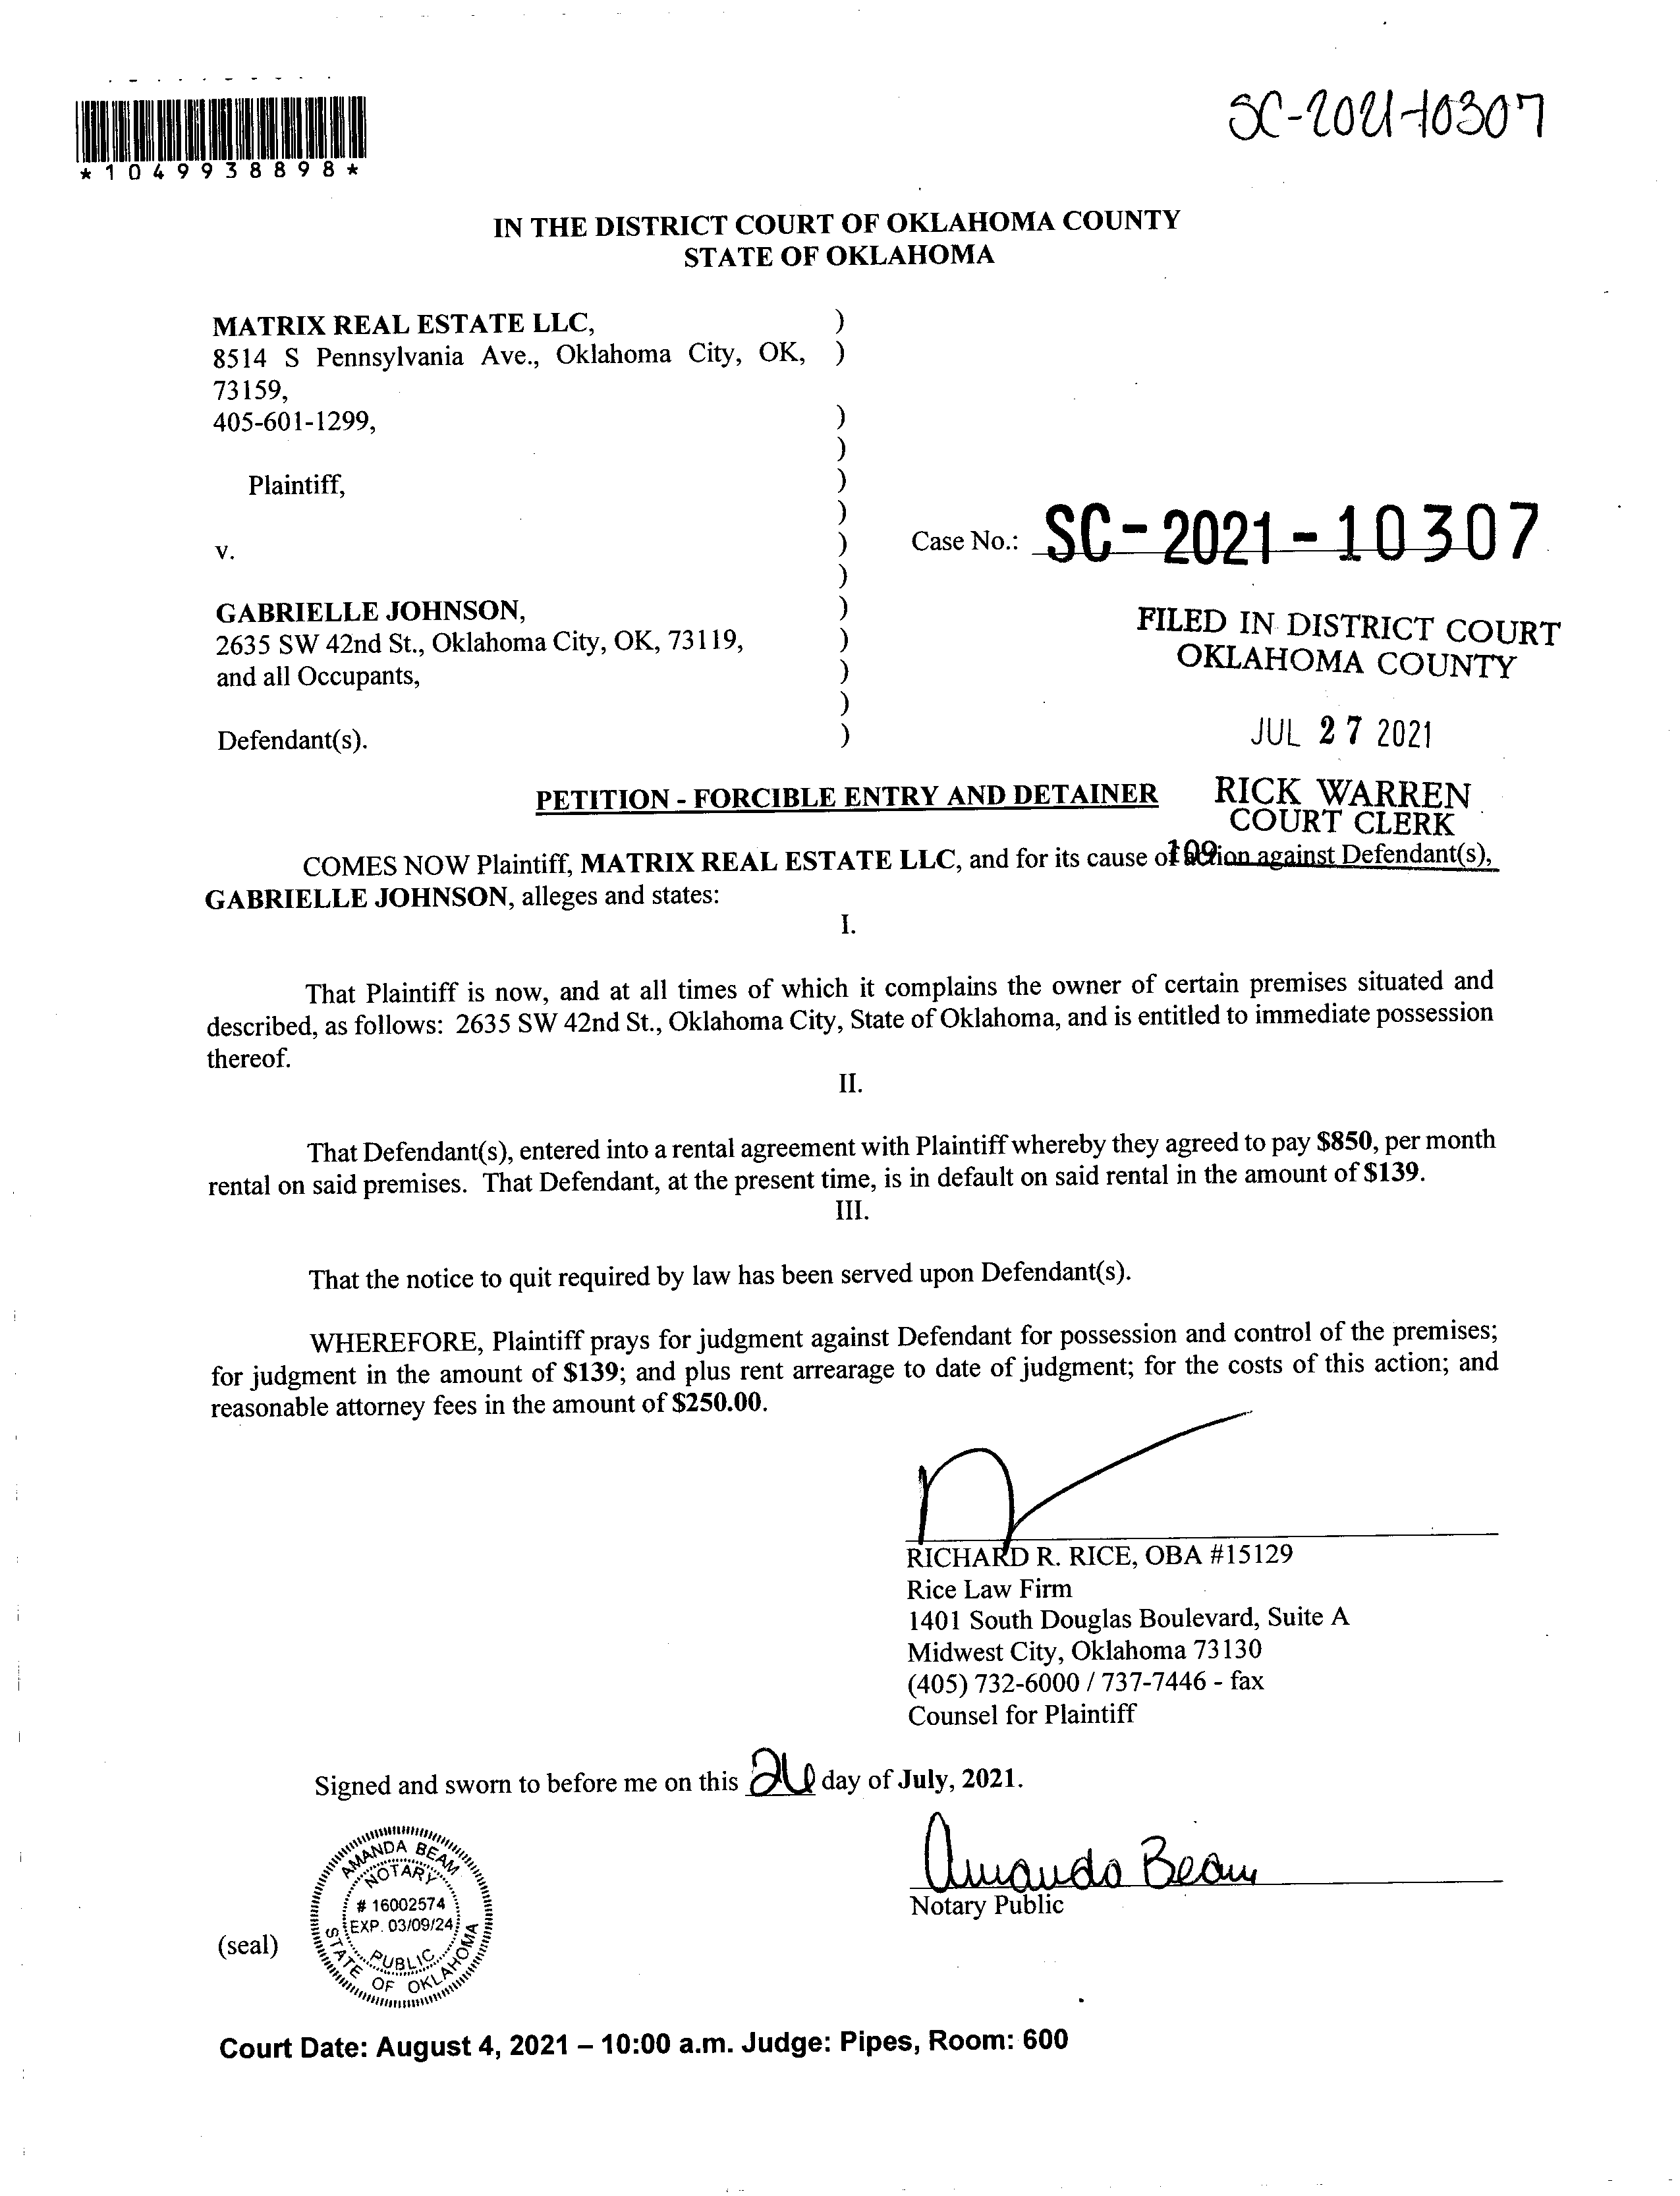 *1049938898*
SC-2021-10307
IN THE DISTRICT COURT OF OKLAHOMA COUNTY
STATE OF OKLAHOMA
MATRIX REAL ESTATE LLC, )
8514 S Pennsylvania Ave., Oklahoma City, OK, )
73159,
405-601-1299, )
)
Plaintiff, )
)
v. )
)
Case No.: SC-2021-10307
GABRIELLE JOHNSON, )
2635 SW 42nd St., Oklahoma City, OK, 73119, )
and all Occupants, )
)
Defendant(s). )
FILED IN DISTRICT COURT
OKLAHOMA COUNTY
JUL 27 2021
RICK WARREN
COURT CLERK
109
PETITION - FORCIBLE ENTRY AND DETAINER
COMES NOW Plaintiff, MATRIX REAL ESTATE LLC, and for its cause of action against Defendant(s),
GABRIELLE JOHNSON, alleges and states:
I.
That Plaintiff is now, and at all times of which it complains the owner of certain premises situated and
described, as follows: 2635 SW 42nd St., Oklahoma City, State of Oklahoma, and is entitled to immediate possession
thereof.
II.
That Defendant(s), entered into a rental agreement with Plaintiff whereby they agreed to pay $850, per month
rental on said premises. That Defendant, at the present time, is in default on said rental in the amount of $139.
III.
That the notice to quit required by law has been served upon Defendant(s).
WHEREFORE, Plaintiff prays for judgment against Defendant for possession and control of the premises;
for judgment in the amount of $139; and plus rent arrearage to date of judgment; for the costs of this action; and
reasonable attorney fees in the amount of $250.00.
RICHARD R. RICE, OBA #15129
Rice Law Firm
1401 South Douglas Boulevard, Suite A
Midwest City, Oklahoma 73130
(405) 732-6000 / 737-7446 - fax
Counsel for Plaintiff
Signed and sworn to before me on this 26 day of July, 2021.
Amanda Beam
Notary Public
(seal)
AMANDA BEAM
NOTARY
# 16002574
EXP. 03/09/24
PUBLIC
STATE OF OKLAHOMA
Court Date: August 4, 2021 – 10:00 a.m. Judge: Pipes, Room: 600